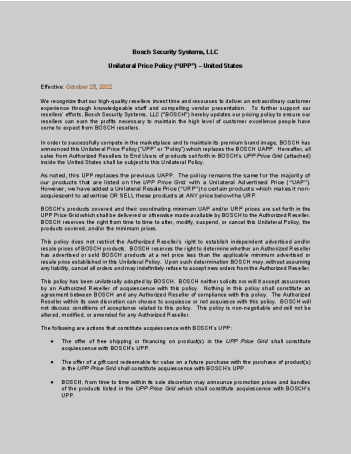 Bosch Security Systems, LLC
Unilateral Price Policy ("UPP") – United States
Effective: October 25, 2022
We recognize that our high-quality resellers invest time and resources to deliver an extraordinary customer
experience through knowledgeable staff and compelling vendor presentation. To further support our
resellers' efforts, Bosch Security Systems, LLC ("BOSCH") hereby updates our pricing policy to ensure our
resellers can earn the profits necessary to maintain the high level of customer excellence people have
come to expect from BOSCH resellers.
In order to successfully compete in the marketplace and to maintain its premium brand image, BOSCH has
announced this Unilateral Price Policy ("UPP" or "Policy") which replaces the BOSCH UAPP. Hereafter, all
sales from Authorized Resellers to End Users of products set forth in BOSCH's UPP Price Grid (attached)
inside the United States shall be subject to this Unilateral Policy.
As noted, this UPP replaces the previous UAPP. The policy remains the same for the majority of
our products that are listed on the UPP Price Grid with a Unilateral Advertised Price ("UAP").
However, we have added a Unilateral Resale Price ("URP") to certain products which makes it non-
acquiescent to advertise OR SELL those products at ANY price below the URP.
BOSCH's products covered and their coordinating minimum UAP and/or URP prices are set forth in the
UPP Price Grid which shall be delivered or otherwise made available by BOSCH to the Authorized Reseller.
BOSCH reserves the right from time to time to alter, modify, suspend, or cancel this Unilateral Policy, the
products covered, and/or the minimum prices.
This policy does not restrict the Authorized Reseller's right to establish independent advertised and/or
resale prices of BOSCH products. BOSCH reserves the right to determine whether an Authorized Reseller
has advertised or sold BOSCH products at a net price less than the applicable minimum advertised or
resale price established in this Unilateral Policy. Upon such determination BOSCH may, without assuming
any liability, cancel all orders and may indefinitely refuse to accept new orders from the Authorized Reseller.
This policy has been unilaterally adopted by BOSCH. BOSCH neither solicits nor will it accept assurances
by an Authorized Reseller of acquiescence with this policy. Nothing in this policy shall constitute an
agreement between BOSCH and any Authorized Reseller of compliance with this policy. The Authorized
Reseller within its own discretion can choose to acquiesce or not acquiesce with this policy. BOSCH will
not discuss conditions of acceptance related to this policy. This policy is non-negotiable and will not be
altered, modified, or amended for any Authorized Reseller.
The following are actions that constitute acquiescence with BOSCH's UPP:
• The offer of free shipping or financing on product(s) in the UPP Price Grid shall constitute
acquiescence with BOSCH's UPP.
• The offer of a gift card redeemable for value on a future purchase with the purchase of product(s)
in the UPP Price Grid shall constitute acquiescence with BOSCH's UPP.
• BOSCH, from time to time within its sole discretion may announce promotion prices and bundles
of the products listed in the UPP Price Grid which shall constitute acquiescence with BOSCH's
UPP.